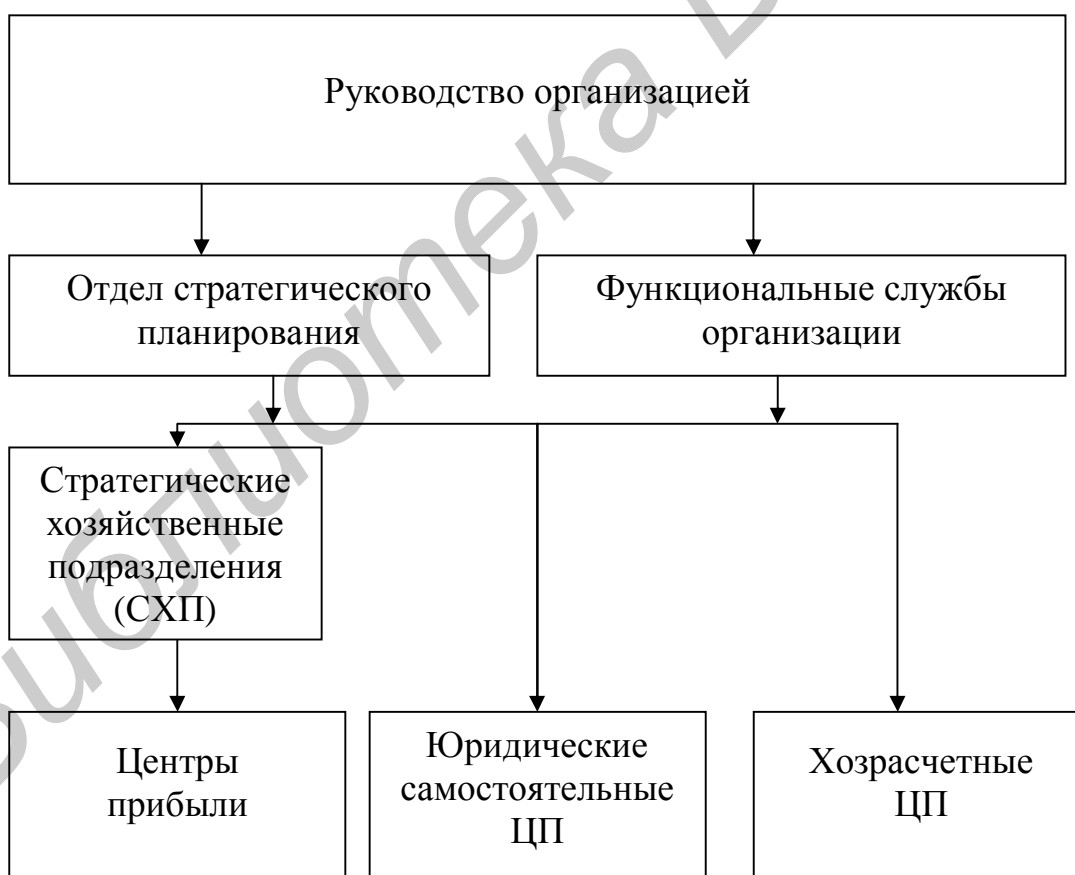 Руководство организацией
Отдел стратегического
планирования
Функциональные службы
организации
Стратегические
хозяйственные
подразделения
(СХП)
Центры
прибыли
Юридические
самостоятельные
ЦП
Хозрасчетные
ЦП